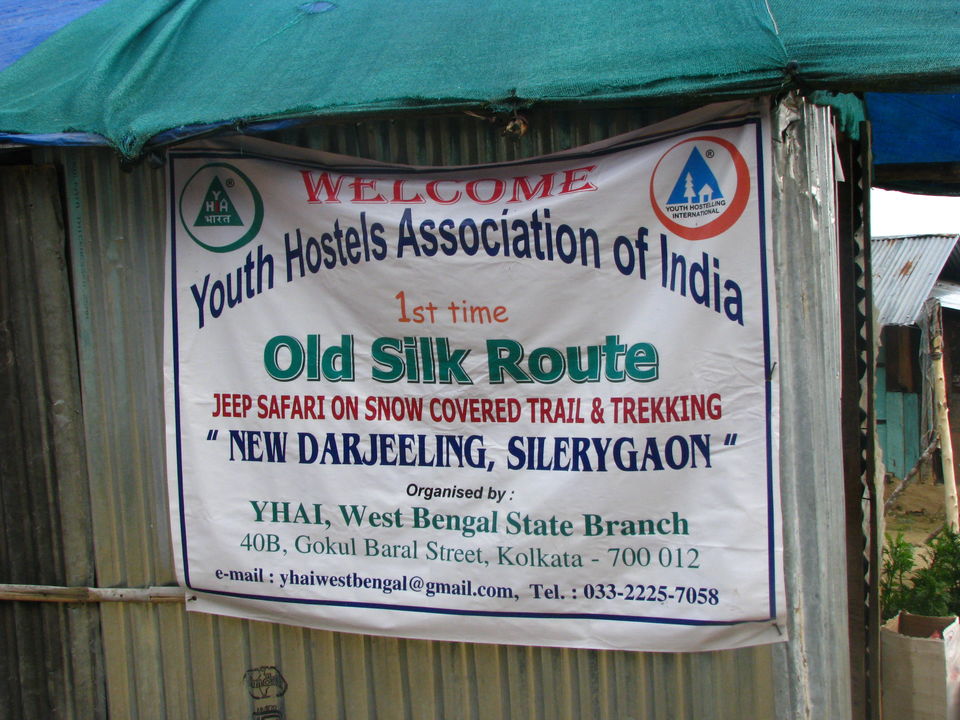 WELCOME
YHA
भारत
®
®
YOUTH HOSTELLING
INTERNATIONAL
Youth Hostels Association of India
1st time
Old Silk Route
JEEP SAFARI ON SNOW COVERED TRAIL & TREKKING
" NEW DARJEELING, SILERYGAON "
Organised by :
YHAI, West Bengal State Branch
40B, Gokul Baral Street, Kolkata - 700 012
e-mail : yhaiwestbengal@gmail.com, Tel. : 033-2225-7058